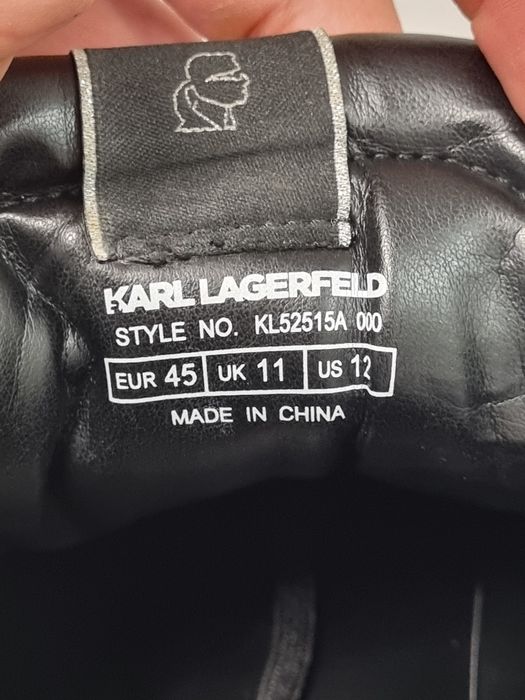 KARL LAGERFELD
STYLE NO. KL52515A 000
EUR 45 UK 11 US 12
MADE IN CHINA